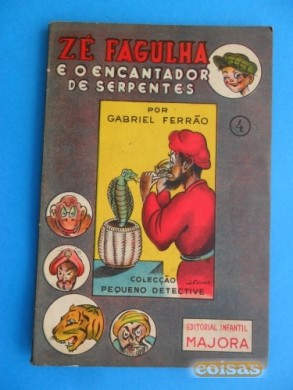 ZÉ FAGULHA
E O ENCANTADOR
DE SERPENTES
4
POR
GABRIEL FERRÃO
COLECÇÃO
PEQUENO DETECTIVE
EDITORIAL INFANTIL
MAJORA
coisas